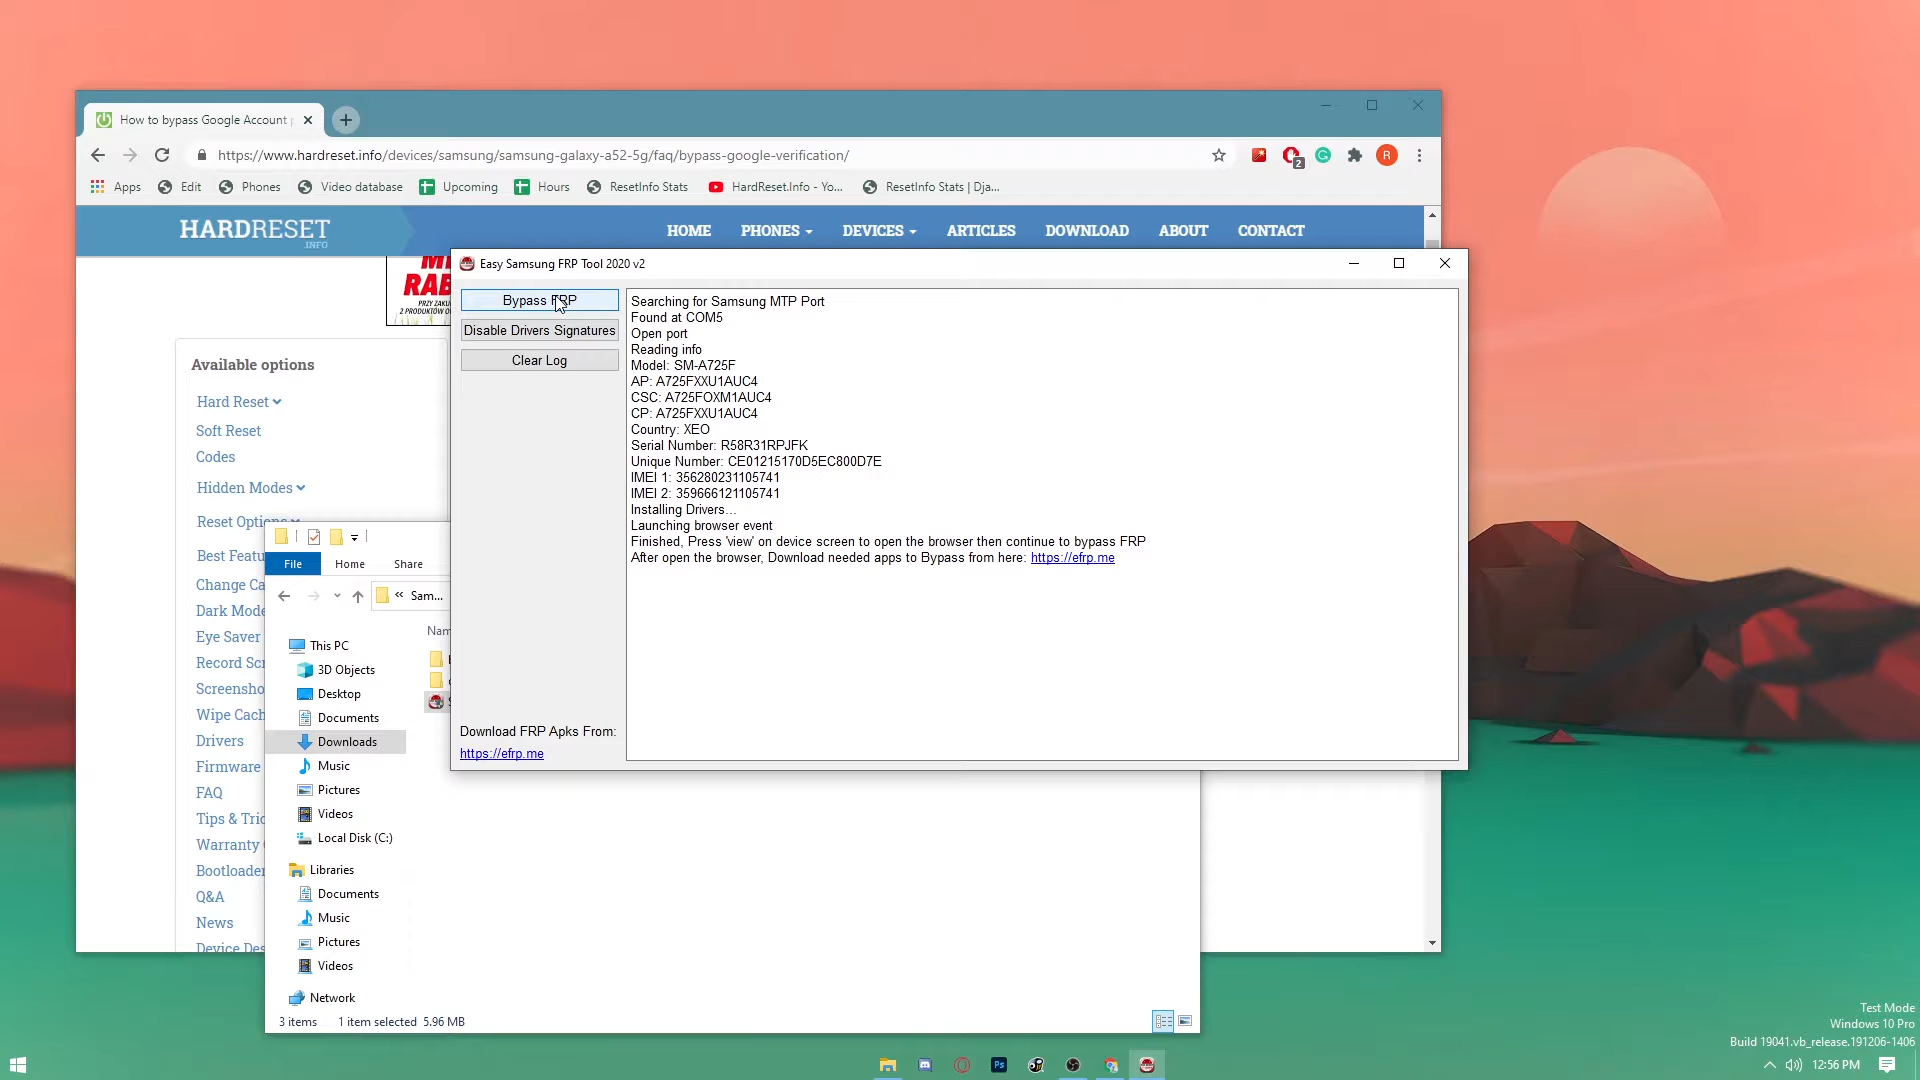 How to bypass Google Account
https://www.hardreset.info/devices/samsung/samsung-galaxy-a52-5g/faq/bypass-google-verification/
2
R
Apps
Edit
Phones
Video database
Upcoming
Hours
ResetInfo Stats
HardReset.Info - Yo...
ResetInfo Stats | Dja...
HARDRESET
.INFO
HOME
PHONES
DEVICES
ARTICLES
DOWNLOAD
ABOUT
CONTACT
PRZY ZAKU
2 PRODUKTÓW O
Available options
Hard Reset
Soft Reset
Codes
Hidden Modes
Reset Options
Best Featu
Change Ca
Dark Mode
Eye Saver
Record Scr
Screensho
Wipe Cach
Drivers
Firmware
FAQ
Tips & Tric
Warranty
Bootloader
Q&A
News
Device Des
Easy Samsung FRP Tool 2020 v2
Bypass FRP
Disable Drivers Signatures
Clear Log
Download FRP Apks From:
https://efrp.me
Searching for Samsung MTP Port
Found at COM5
Open port
Reading info
Model: SM-A725F
AP: A725FXXU1AUC4
CSC: A725FOXM1AUC4
CP: A725FXXU1AUC4
Country: XEO
Serial Number: R58R31RPJFK
Unique Number: CE01215170D5EC800D7E
IMEI 1: 356280231105741
IMEI 2: 359666121105741
Installing Drivers...
Launching browser event
Finished, Press 'view' on device screen to open the browser then continue to bypass FRP
After open the browser, Download needed apps to Bypass from here: https://efrp.me
File
Home
Share
« Sam...
Nam
This PC
3D Objects
Desktop
Documents
Downloads
Music
Pictures
Videos
Local Disk (C:)
Libraries
Documents
Music
Pictures
Videos
Network
3 items
1 item selected 5.96 MB
Test Mode
Windows 10 Pro
Build 19041.vb_release.191206-1406
Ps
12:56 PM